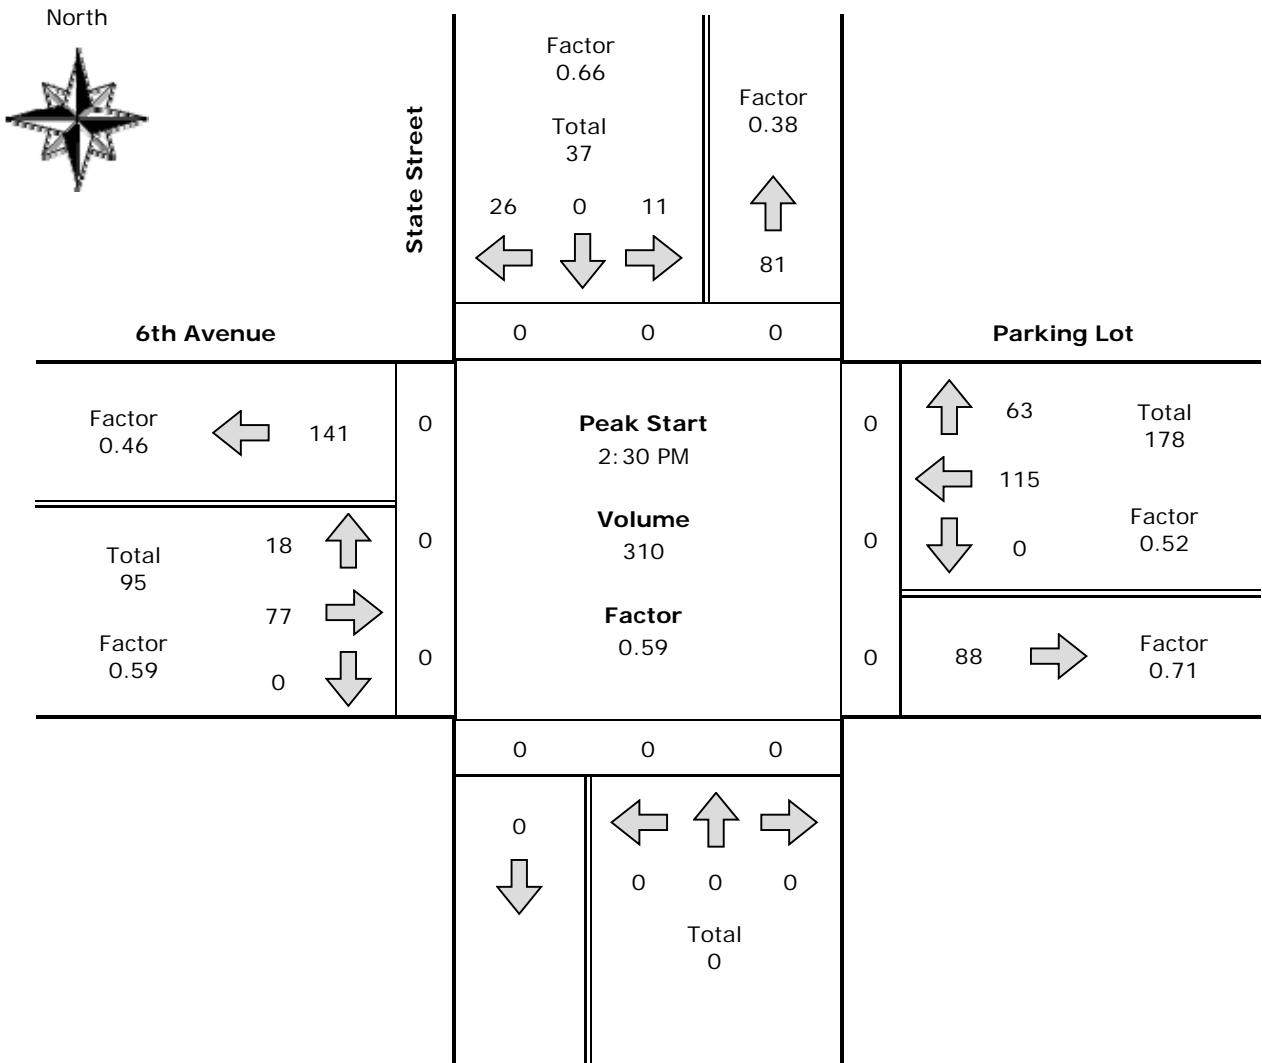 North
Factor
0.66
Total
37
26 0 11
Factor
0.38
81
State Street
0 0 0
6th Avenue
Parking Lot
Factor
0.46
141
0
Total
95
Factor
0.59
18
77
0
0
0
Peak Start
2:30 PM
Volume
310
Factor
0.59
0
0
0
63
115
0
Total
178
Factor
0.52
88
Factor
0.71
0 0 0
0
0 0 0
Total
0